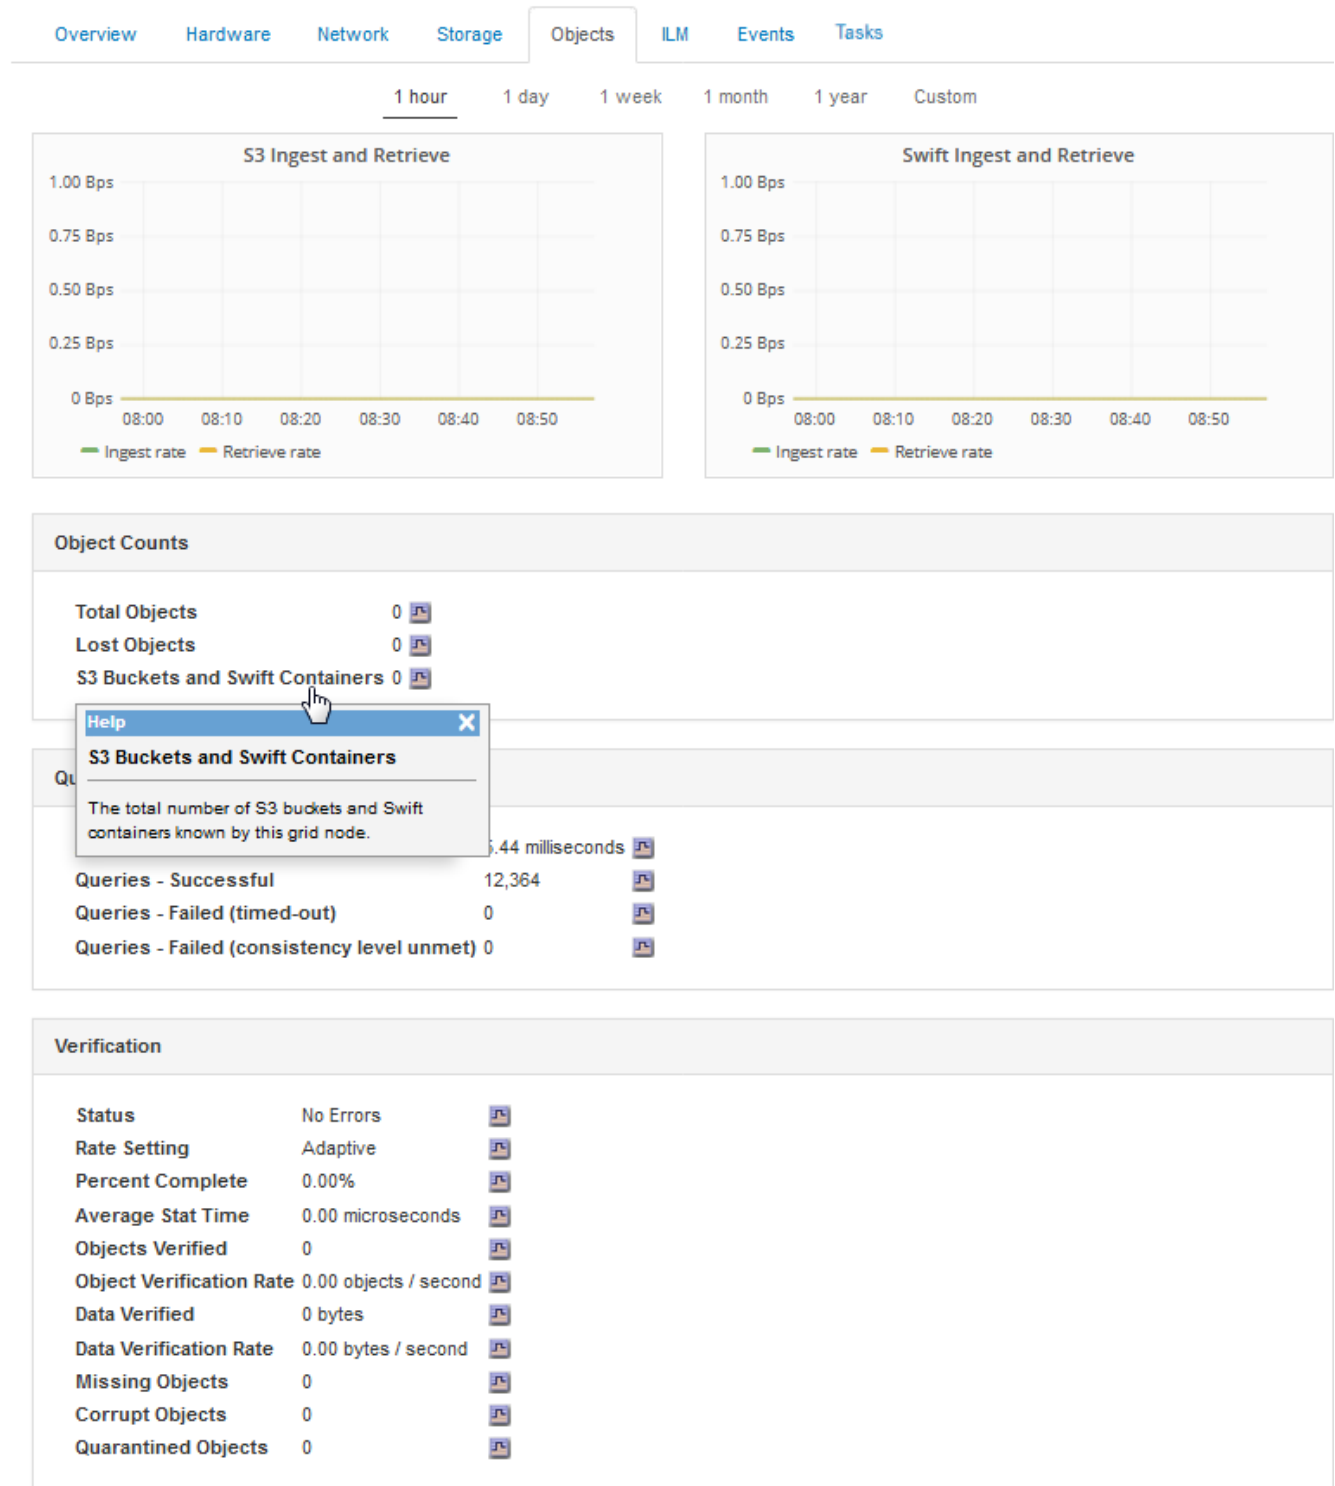 Overview Hardware Network Storage Objects ILM Events Tasks
1 hour 1 day 1 week 1 month 1 year Custom
S3 Ingest and Retrieve
1.00 Bps
0.75 Bps
0.50 Bps
0.25 Bps
0 Bps
08:00 08:10 08:20 08:30 08:40 08:50
Ingest rate Retrieve rate
Swift Ingest and Retrieve
1.00 Bps
0.75 Bps
0.50 Bps
0.25 Bps
0 Bps
08:00 08:10 08:20 08:30 08:40 08:50
Ingest rate Retrieve rate
Object Counts
Total Objects 0
Lost Objects 0
S3 Buckets and Swift Containers 0
Help
S3 Buckets and Swift Containers
The total number of S3 buckets and Swift
containers known by this grid node.
.44 milliseconds
Queries - Successful 12,364
Queries - Failed (timed-out) 0
Queries - Failed (consistency level unmet) 0
Verification
Status No Errors
Rate Setting Adaptive
Percent Complete 0.00%
Average Stat Time 0.00 microseconds
Objects Verified 0
Object Verification Rate 0.00 objects / second
Data Verified 0 bytes
Data Verification Rate 0.00 bytes / second
Missing Objects 0
Corrupt Objects 0
Quarantined Objects 0